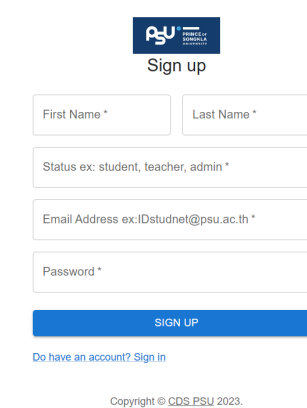 PSU PRINCE OF
SONGKLA
UNIVERSITY
Sign up
First Name *
Last Name *
Status ex: student, teacher, admin *
Email Address ex:IDstudnet@psu.ac.th *
Password *
SIGN UP
Do have an account? Sign in
Copyright © CDS PSU 2023.